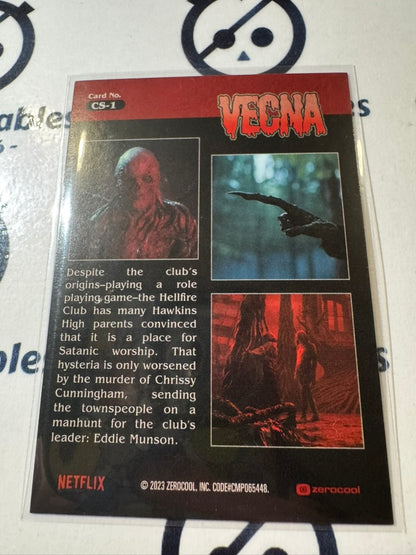 Card No.
CS-1
VECNA
Despite the club's
origins–playing a role
playing game–the Hellfire
Club has many Hawkins
High parents convinced
that it is a place for
Satanic worship. That
hysteria is only worsened
by the murder of Chrissy
Cunningham, sending
the townspeople on a
manhunt for the club's
leader: Eddie Munson.
NETFLIX
© 2023 ZEROCOOL, INC. CODE#CMP065448.
zerocool
ables